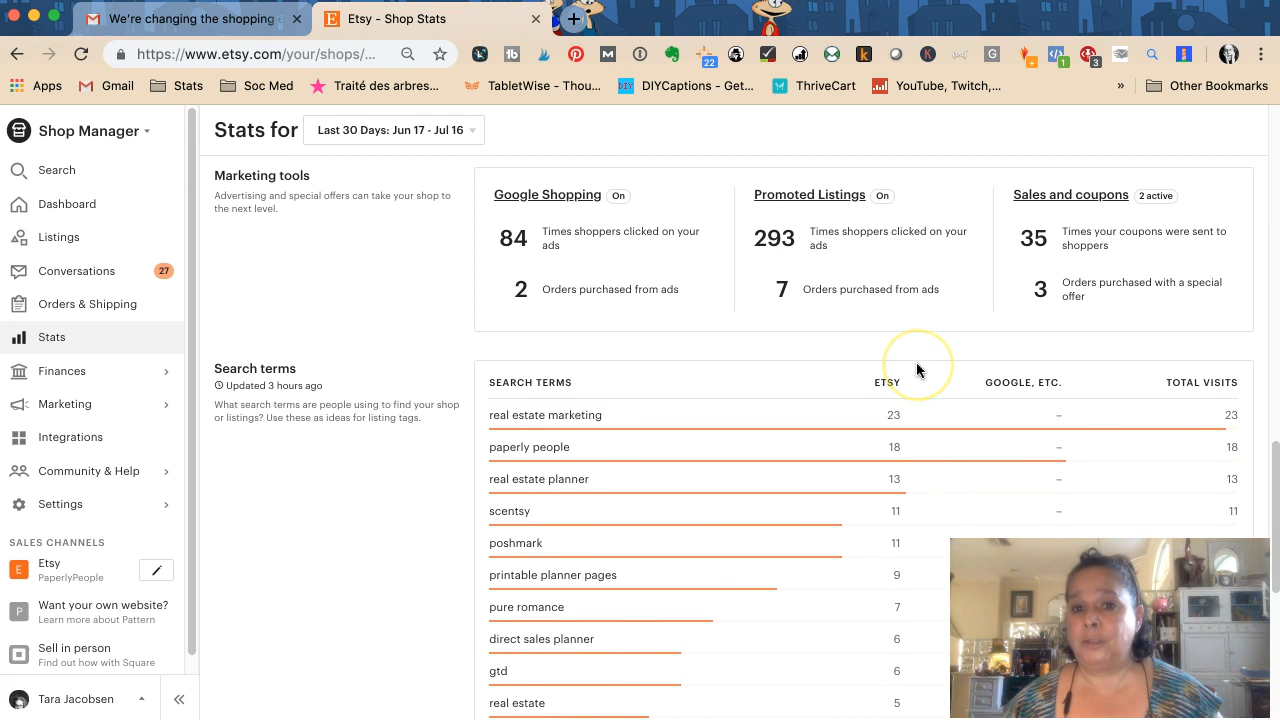 We're changing the shopping e
Etsy - Shop Stats
https://www.etsy.com/your/shops/...
22
1
3
Apps
Gmail
Stats
Soc Med
Traité des arbres...
TabletWise - Thou...
DIYCaptions - Get...
ThriveCart
YouTube, Twitch,...
»
Other Bookmarks
Shop Manager
Search
Dashboard
Listings
Conversations 27
Orders & Shipping
Stats
Finances
Marketing
Integrations
Community & Help
Settings
SALES CHANNELS
E Etsy
PaperlyPeople
P Want your own website?
Learn more about Pattern
Sell in person
Find out how with Square
Tara Jacobsen
Stats for Last 30 Days: Jun 17 - Jul 16
Marketing tools
Advertising and special offers can take your shop to
the next level.
Google Shopping On
84 Times shoppers clicked on your
ads
2 Orders purchased from ads
Promoted Listings On
293 Times shoppers clicked on your
ads
7 Orders purchased from ads
Sales and coupons 2 active
35 Times your coupons were sent to
shoppers
3 Orders purchased with a special
offer
Search terms
Updated 3 hours ago
What search terms are people using to find your shop
or listings? Use these as ideas for listing tags.
SEARCH TERMS ETSY GOOGLE, ETC. TOTAL VISITS
real estate marketing 23 – 23
paperly people 18 – 18
real estate planner 13 – 13
scentsy 11 – 11
poshmark 11
printable planner pages 9
pure romance 7
direct sales planner 6
gtd 6
real estate 5